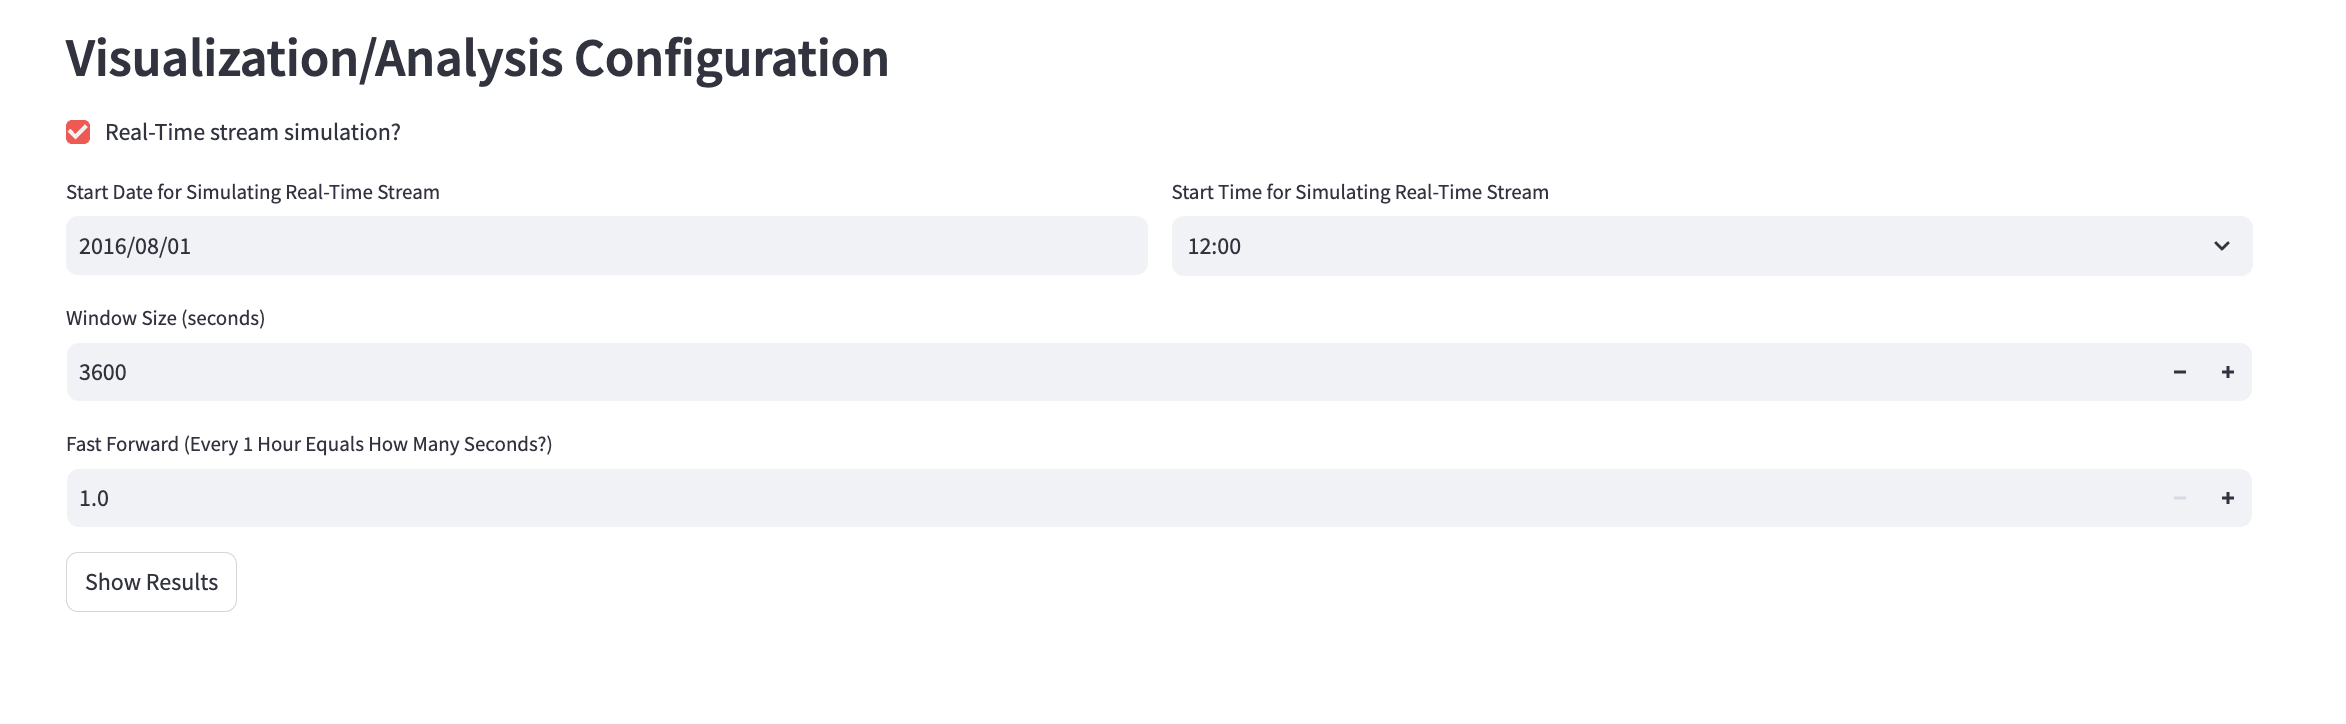 Visualization/Analysis Configuration
Real-Time stream simulation?
Start Date for Simulating Real-Time Stream
Start Time for Simulating Real-Time Stream
2016/08/01
12:00
Window Size (seconds)
3600
Fast Forward (Every 1 Hour Equals How Many Seconds?)
1.0
Show Results